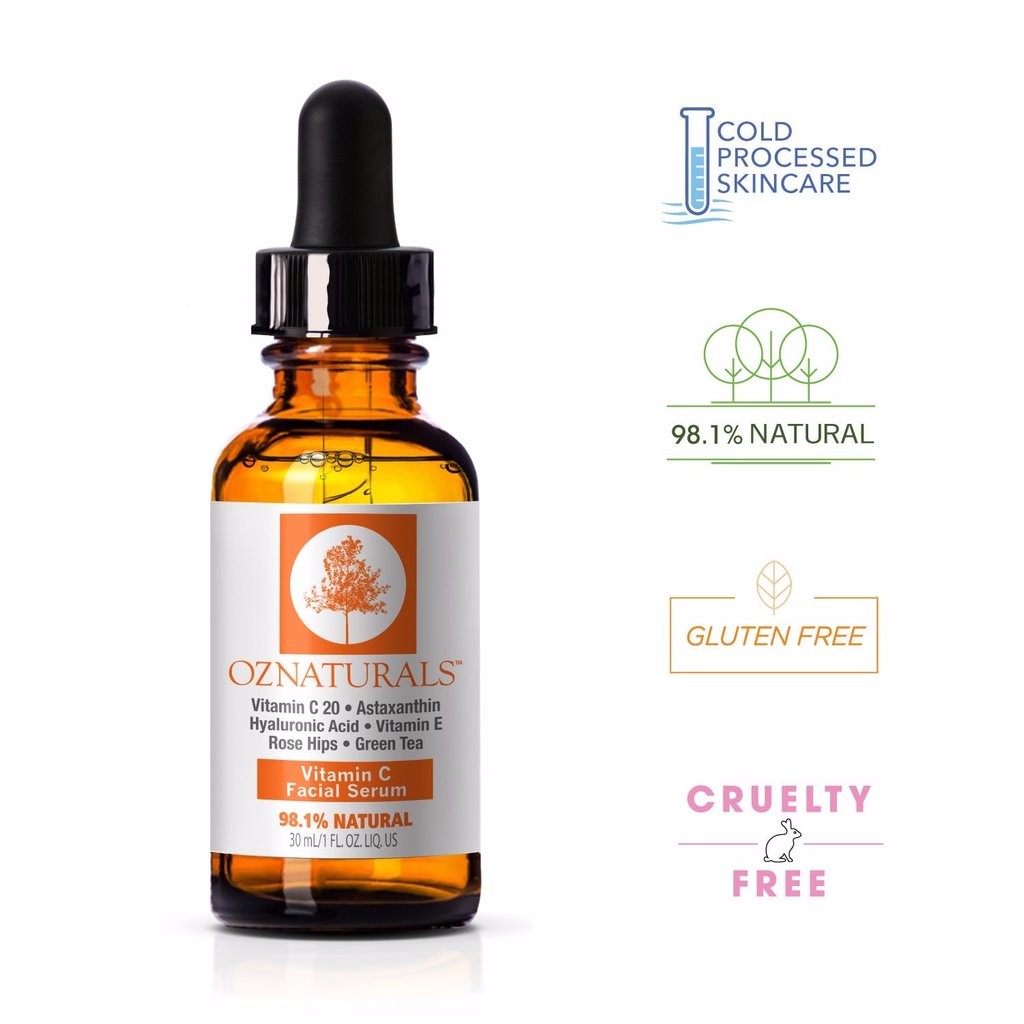 OZNATURALS™
Vitamin C 20 • Astaxanthin
Hyaluronic Acid • Vitamin E
Rose Hips • Green Tea
Vitamin C
Facial Serum
98.1% NATURAL
30 mL/1 FL. OZ. LIQ. US
COLD
PROCESSED
SKINCARE
98.1% NATURAL
GLUTEN FREE
CRUELTY
FREE